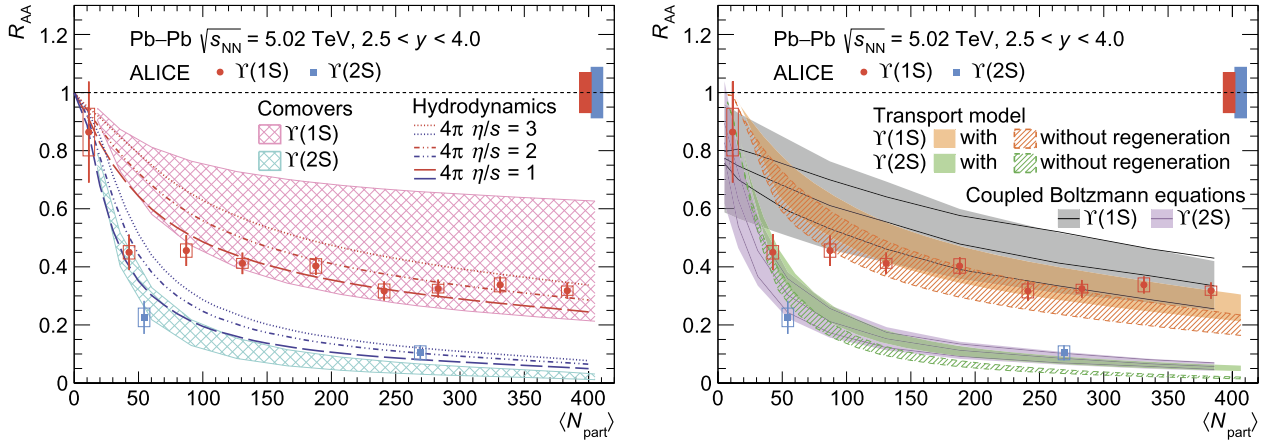 R_AA
1.2
1
0.8
0.6
0.4
0.2
0
Pb–Pb √s_NN = 5.02 TeV, 2.5 < y < 4.0
ALICE ϒ(1S) ϒ(2S)
Comovers
ϒ(1S)
ϒ(2S)
Hydrodynamics
4π η/s = 3
4π η/s = 2
4π η/s = 1
0 50 100 150 200 250 300 350 400
⟨N_part⟩
R_AA
1.2
1
0.8
0.6
0.4
0.2
0
Pb–Pb √s_NN = 5.02 TeV, 2.5 < y < 4.0
ALICE ϒ(1S) ϒ(2S)
Transport model
ϒ(1S) with without regeneration
ϒ(2S) with without regeneration
Coupled Boltzmann equations
ϒ(1S) ϒ(2S)
0 50 100 150 200 250 300 350 400
⟨N_part⟩